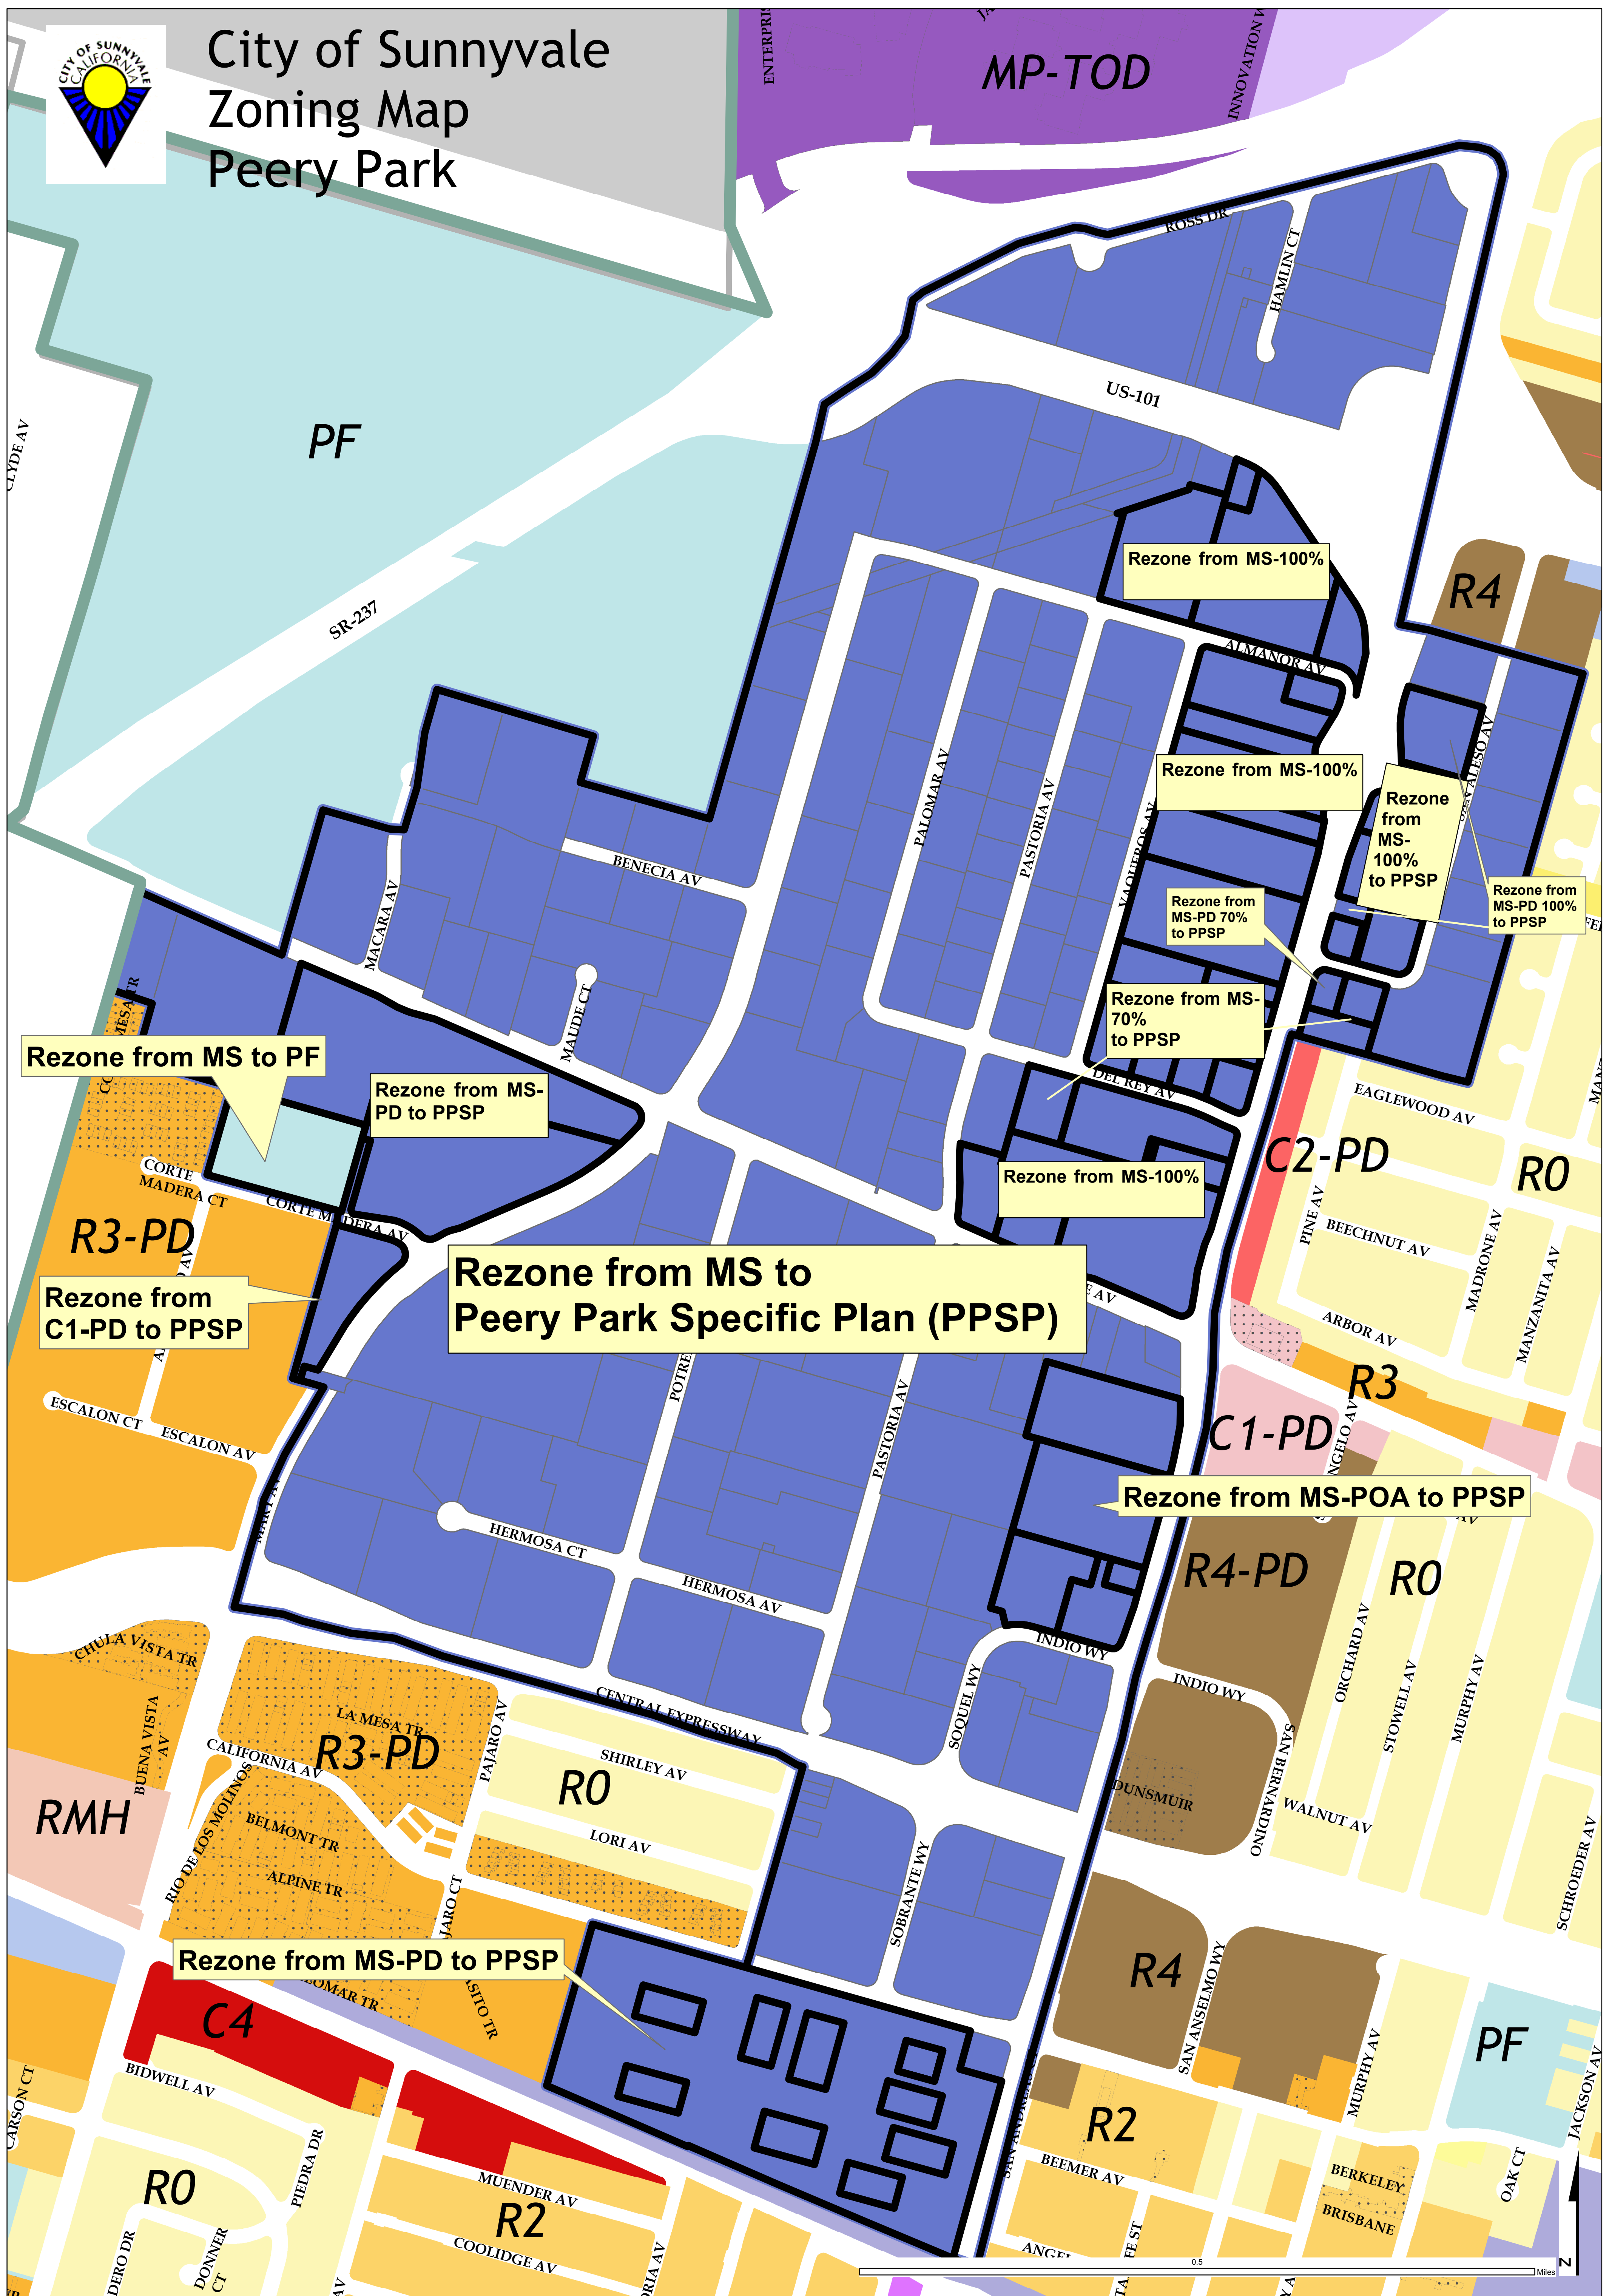 CITY OF SUNNYVALE
CALIFORNIA
City of Sunnyvale
Zoning Map
Peery Park
MP-TOD
ROSS DR
HAMLIN CT
US-101
PF
SR-237
R4
Rezone from MS-100%
ALMANOR AV
PALOMAR AV
PASTORIA AV
VAQUEROS AV
Rezone from MS-100%
Rezone
from
MS-
100%
to PPSP
Rezone from
MS-PD 100%
to PPSP
BENECIA AV
MACARA AV
Rezone from
MS-PD 70%
to PPSP
MAUDE CT
Rezone from MS-
70%
to PPSP
Rezone from MS to PF
Rezone from MS-
PD to PPSP
DEL REY AV
EAGLEWOOD AV
C2-PD
R0
CORTE
MADERA CT
CORTE MADERA AV
Rezone from MS-100%
PINE AV
BEECHNUT AV
MADRONE AV
MANZANITA AV
R3-PD
Rezone from MS to
Peery Park Specific Plan (PPSP)
Rezone from
C1-PD to PPSP
ARBOR AV
R3
C1-PD
ESCALON CT
ESCALON AV
PASTORIA AV
Rezone from MS-POA to PPSP
MARY AV
HERMOSA CT
HERMOSA AV
R4-PD
R0
INDIO WY
INDIO WY
ORCHARD AV
STOWELL AV
MURPHY AV
CHULA VISTA TR
BUENA VISTA
AV
LA MESA TR
CALIFORNIA AV
R3-PD
PAJARO AV
CENTRAL EXPRESSWAY
SOQUEL WY
SHIRLEY AV
R0
LORI AV
RMH
RIO DE LOS MOLINOS
BELMONT TR
ALPINE TR
DUNSMUIR
SAN BERNARDINO
WALNUT AV
SCHROEDER AV
SOBRANTE WY
Rezone from MS-PD to PPSP
R4
SAN ANSELMO WY
C4
PF
MURPHY AV
JACKSON AV
BIDWELL AV
CARSON CT
R2
BEEMER AV
BERKELEY
BRISBANE
OAK CT
R0
PIEDRA DR
MUENDER AV
R2
COOLIDGE AV
DONNER
CT
0.5
Miles
N